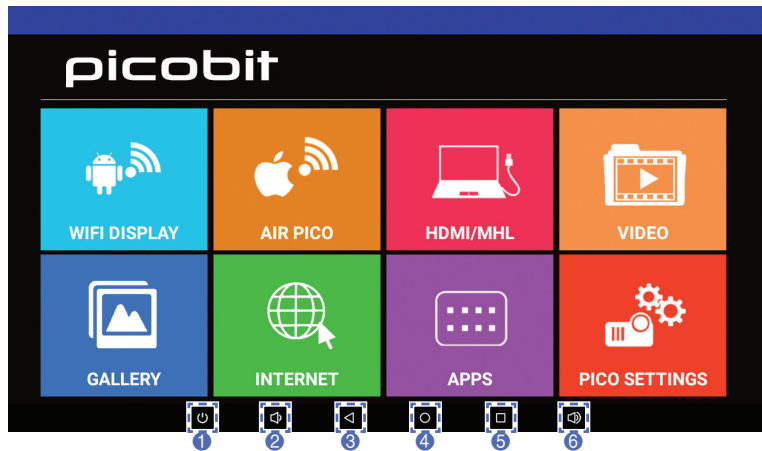 picobit
WIFI DISPLAY
AIR PICO
HDMI/MHL
VIDEO
GALLERY
INTERNET
APPS
PICO SETTINGS
1 2 3 4 5 6